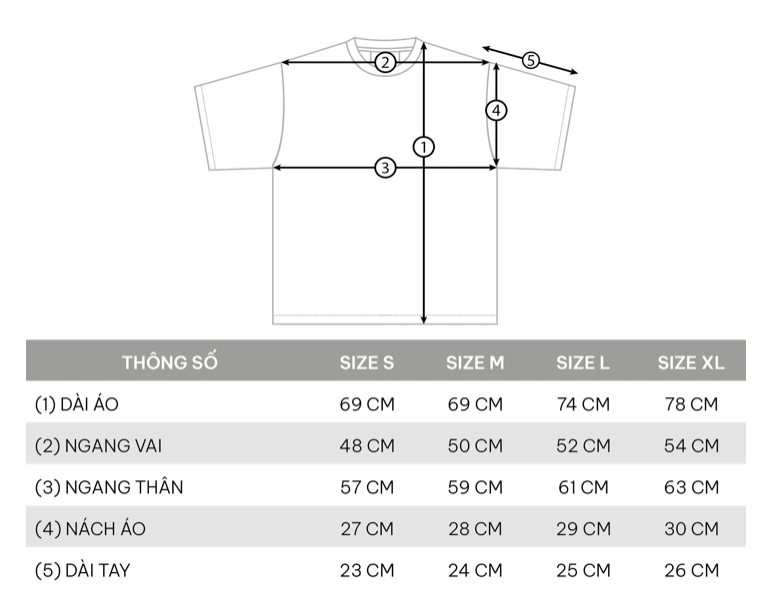 2
5
4
1
3
THÔNG SỐ SIZE S SIZE M SIZE L SIZE XL
(1) DÀI ÁO 69 CM 69 CM 74 CM 78 CM
(2) NGANG VAI 48 CM 50 CM 52 CM 54 CM
(3) NGANG THÂN 57 CM 59 CM 61 CM 63 CM
(4) NÁCH ÁO 27 CM 28 CM 29 CM 30 CM
(5) DÀI TAY 23 CM 24 CM 25 CM 26 CM